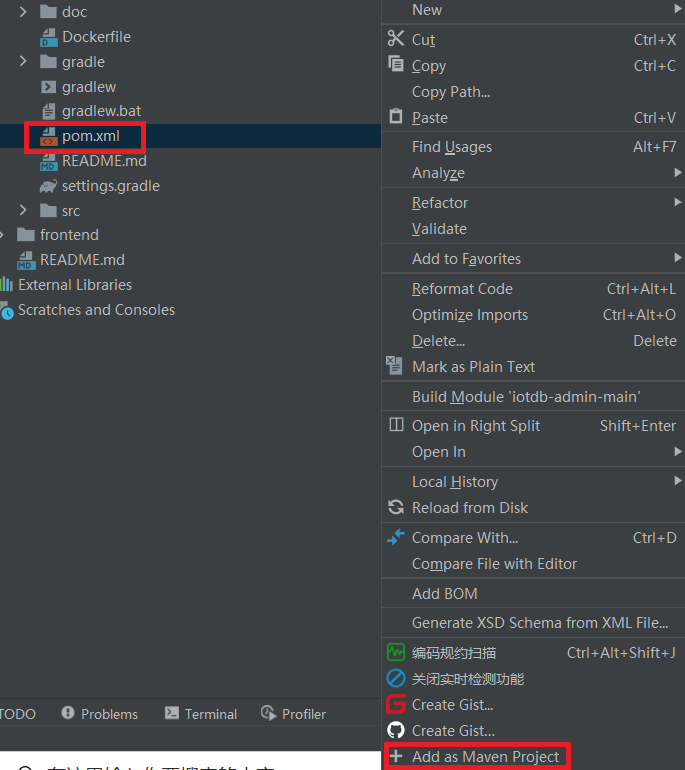 doc
Dockerfile
gradle
gradlew
gradlew.bat
pom.xml
README.md
settings.gradle
src
frontend
README.md
External Libraries
Scratches and Consoles
TODO
Problems
Terminal
Profiler
New
Cut Ctrl+X
Copy Ctrl+C
Copy Path...
Paste Ctrl+V
Find Usages Alt+F7
Analyze
Refactor
Validate
Add to Favorites
Reformat Code Ctrl+Alt+L
Optimize Imports Ctrl+Alt+O
Delete... Delete
Mark as Plain Text
Build Module 'iotdb-admin-main'
Open in Right Split Shift+Enter
Open In
Local History
Reload from Disk
Compare With... Ctrl+D
Compare File with Editor
Add BOM
Generate XSD Schema from XML File...
编码规约扫描 Ctrl+Alt+Shift+J
关闭实时检测功能
Create Gist...
Create Gist...
Add as Maven Project